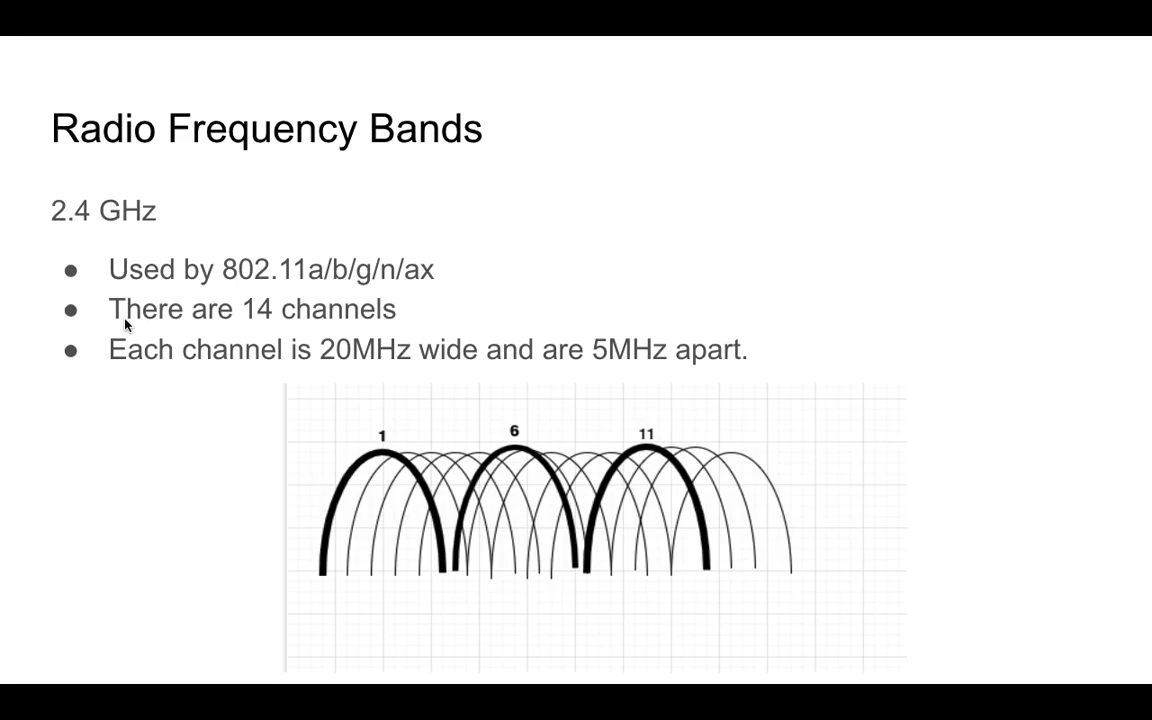 Radio Frequency Bands
2.4 GHz
● Used by 802.11a/b/g/n/ax
● There are 14 channels
● Each channel is 20MHz wide and are 5MHz apart.
1 6 11